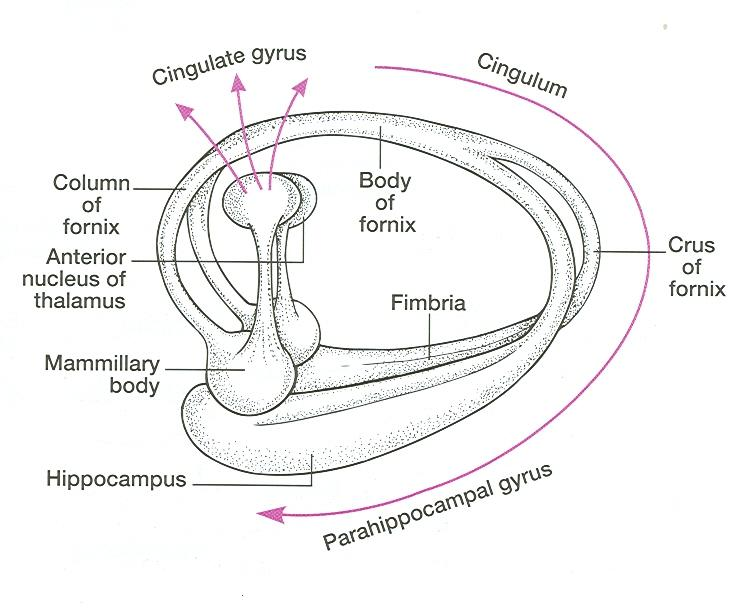 Cingulate gyrus
Cingulum
Column
of
fornix
Body
of
fornix
Anterior
nucleus of
thalamus
Crus
of
fornix
Fimbria
Mammillary
body
Hippocampus
Parahippocampal gyrus